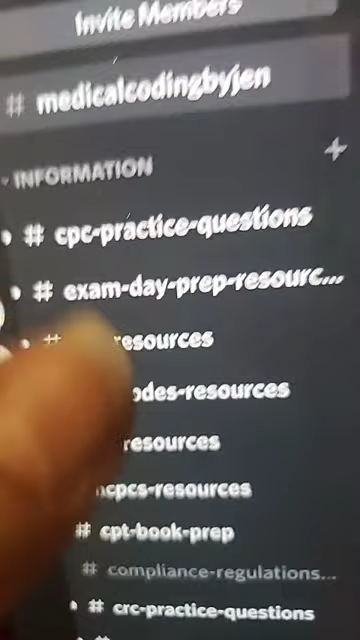 Invite Members
# medicalcodingbyjen
INFORMATION +
# cpc-practice-questions
# exam-day-prep-resourc...
# resources
odes-resources
resources
hcpcs-resources
# cpt-book-prep
# compliance-regulations...
# crc-practice-questions